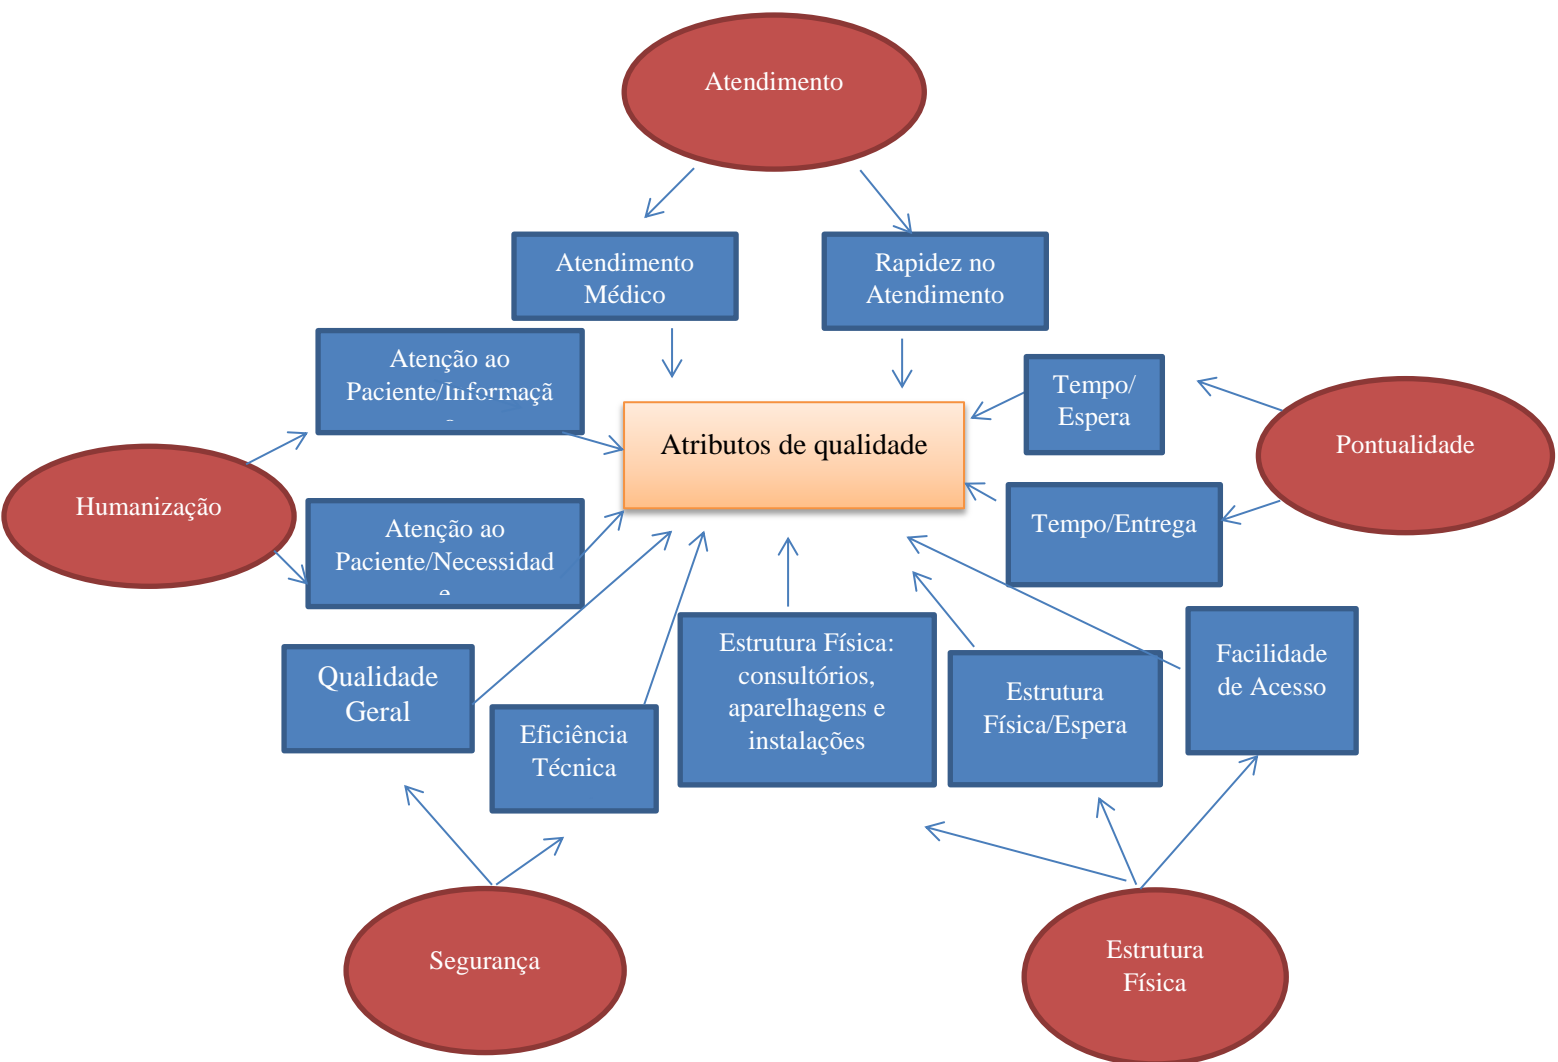 Atendimento
Atendimento
Médico
Rapidez no
Atendimento
Atenção ao
Paciente/Informaçã
Tempo/
Espera
Atributos de qualidade
Pontualidade
Humanização
Atenção ao
Paciente/Necessidad
e
Tempo/Entrega
Qualidade
Geral
Eficiência
Técnica
Estrutura Física:
consultórios,
aparelhagens e
instalações
Estrutura
Física/Espera
Facilidade
de Acesso
Segurança
Estrutura
Física